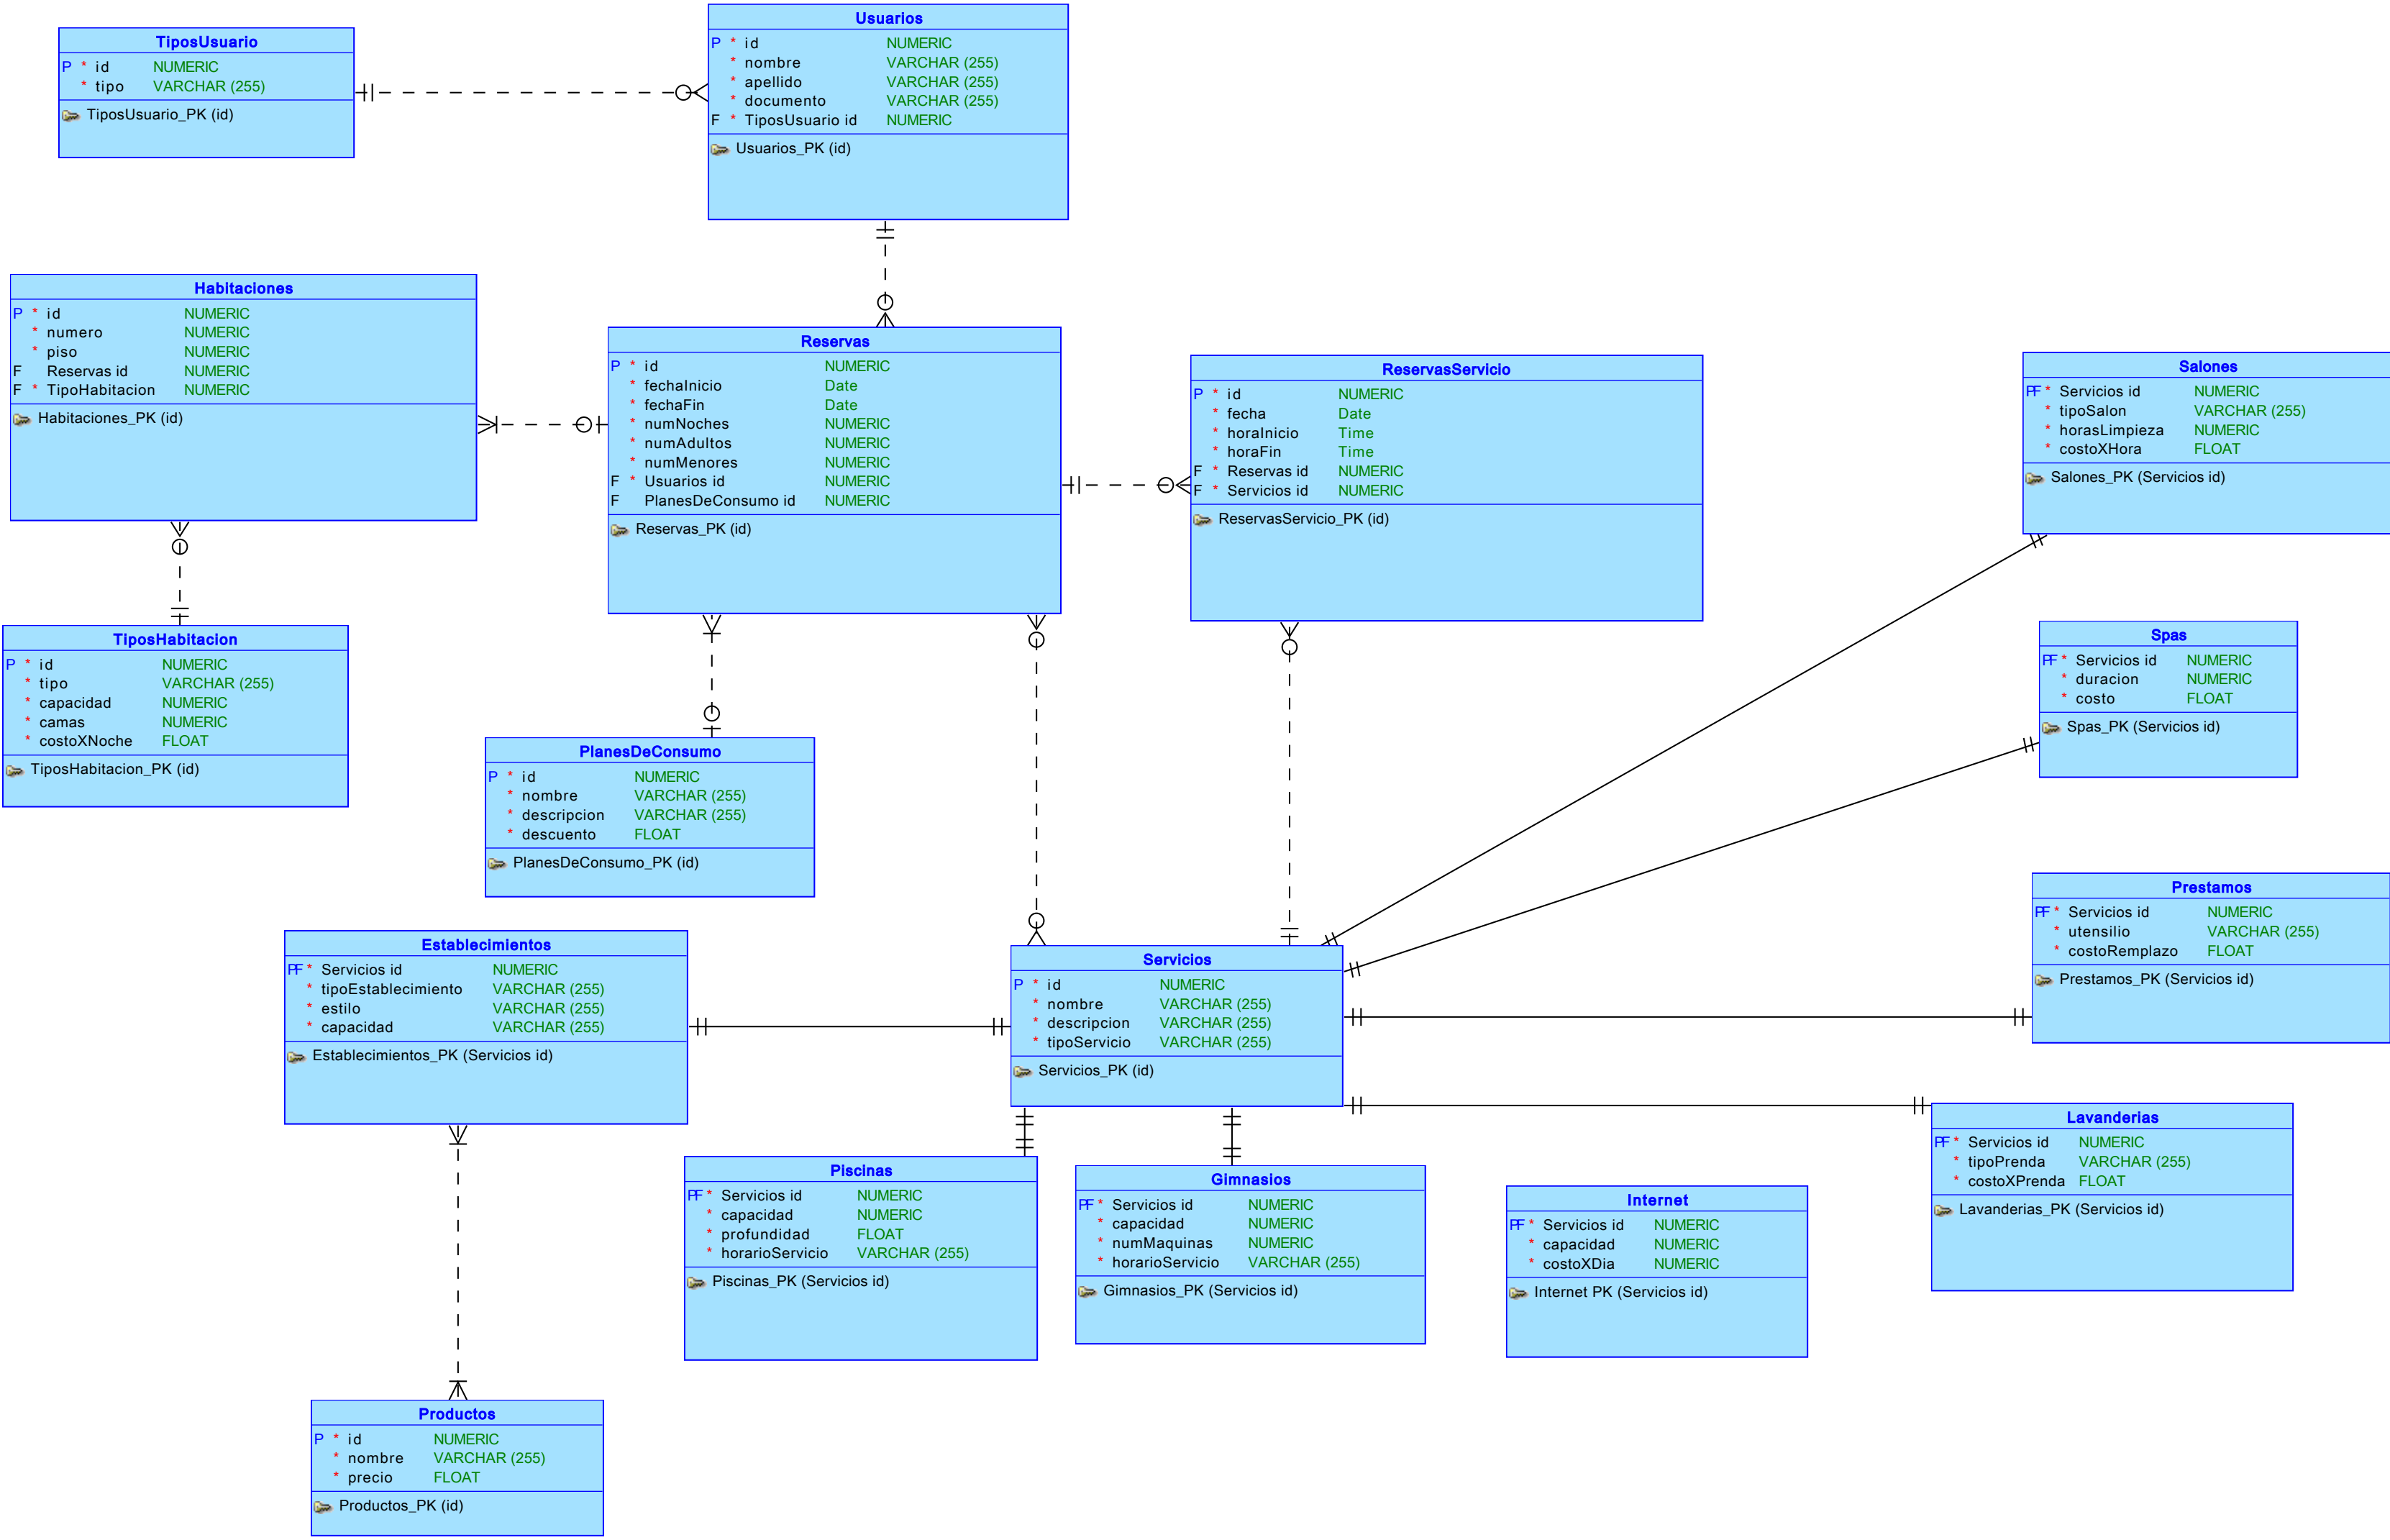 TiposUsuario
P * id NUMERIC
* tipo VARCHAR (255)
TiposUsuario_PK (id)
Usuarios
P * id NUMERIC
* nombre VARCHAR (255)
* apellido VARCHAR (255)
* documento VARCHAR (255)
F * TiposUsuario id NUMERIC
Usuarios_PK (id)
Habitaciones
P * id NUMERIC
* numero NUMERIC
* piso NUMERIC
F Reservas id NUMERIC
F * TipoHabitacion NUMERIC
Habitaciones_PK (id)
Reservas
P * id NUMERIC
* fechaInicio Date
* fechaFin Date
* numNoches NUMERIC
* numAdultos NUMERIC
* numMenores NUMERIC
F * Usuarios id NUMERIC
F PlanesDeConsumo id NUMERIC
Reservas_PK (id)
ReservasServicio
P * id NUMERIC
* fecha Date
* horaInicio Time
* horaFin Time
F * Reservas id NUMERIC
F * Servicios id NUMERIC
ReservasServicio_PK (id)
Salones
PF * Servicios id NUMERIC
* tipoSalon VARCHAR (255)
* horasLimpieza NUMERIC
* costoXHora FLOAT
Salones_PK (Servicios id)
TiposHabitacion
P * id NUMERIC
* tipo VARCHAR (255)
* capacidad NUMERIC
* camas NUMERIC
* costoXNoche FLOAT
TiposHabitacion_PK (id)
Spas
PF * Servicios id NUMERIC
* duracion NUMERIC
* costo FLOAT
Spas_PK (Servicios id)
PlanesDeConsumo
P * id NUMERIC
* nombre VARCHAR (255)
* descripcion VARCHAR (255)
* descuento FLOAT
PlanesDeConsumo_PK (id)
Prestamos
PF * Servicios id NUMERIC
* utensilio VARCHAR (255)
* costoRemplazo FLOAT
Prestamos_PK (Servicios id)
Establecimientos
PF * Servicios id NUMERIC
* tipoEstablecimiento VARCHAR (255)
* estilo VARCHAR (255)
* capacidad VARCHAR (255)
Establecimientos_PK (Servicios id)
Servicios
P * id NUMERIC
* nombre VARCHAR (255)
* descripcion VARCHAR (255)
* tipoServicio VARCHAR (255)
Servicios_PK (id)
Lavanderias
PF * Servicios id NUMERIC
* tipoPrenda VARCHAR (255)
* costoXPrenda FLOAT
Lavanderias_PK (Servicios id)
Piscinas
PF * Servicios id NUMERIC
* capacidad NUMERIC
* profundidad FLOAT
* horarioServicio VARCHAR (255)
Piscinas_PK (Servicios id)
Gimnasios
PF * Servicios id NUMERIC
* capacidad NUMERIC
* numMaquinas NUMERIC
* horarioServicio VARCHAR (255)
Gimnasios_PK (Servicios id)
Internet
PF * Servicios id NUMERIC
* capacidad NUMERIC
* costoXDia NUMERIC
Internet PK (Servicios id)
Productos
P * id NUMERIC
* nombre VARCHAR (255)
* precio FLOAT
Productos_PK (id)